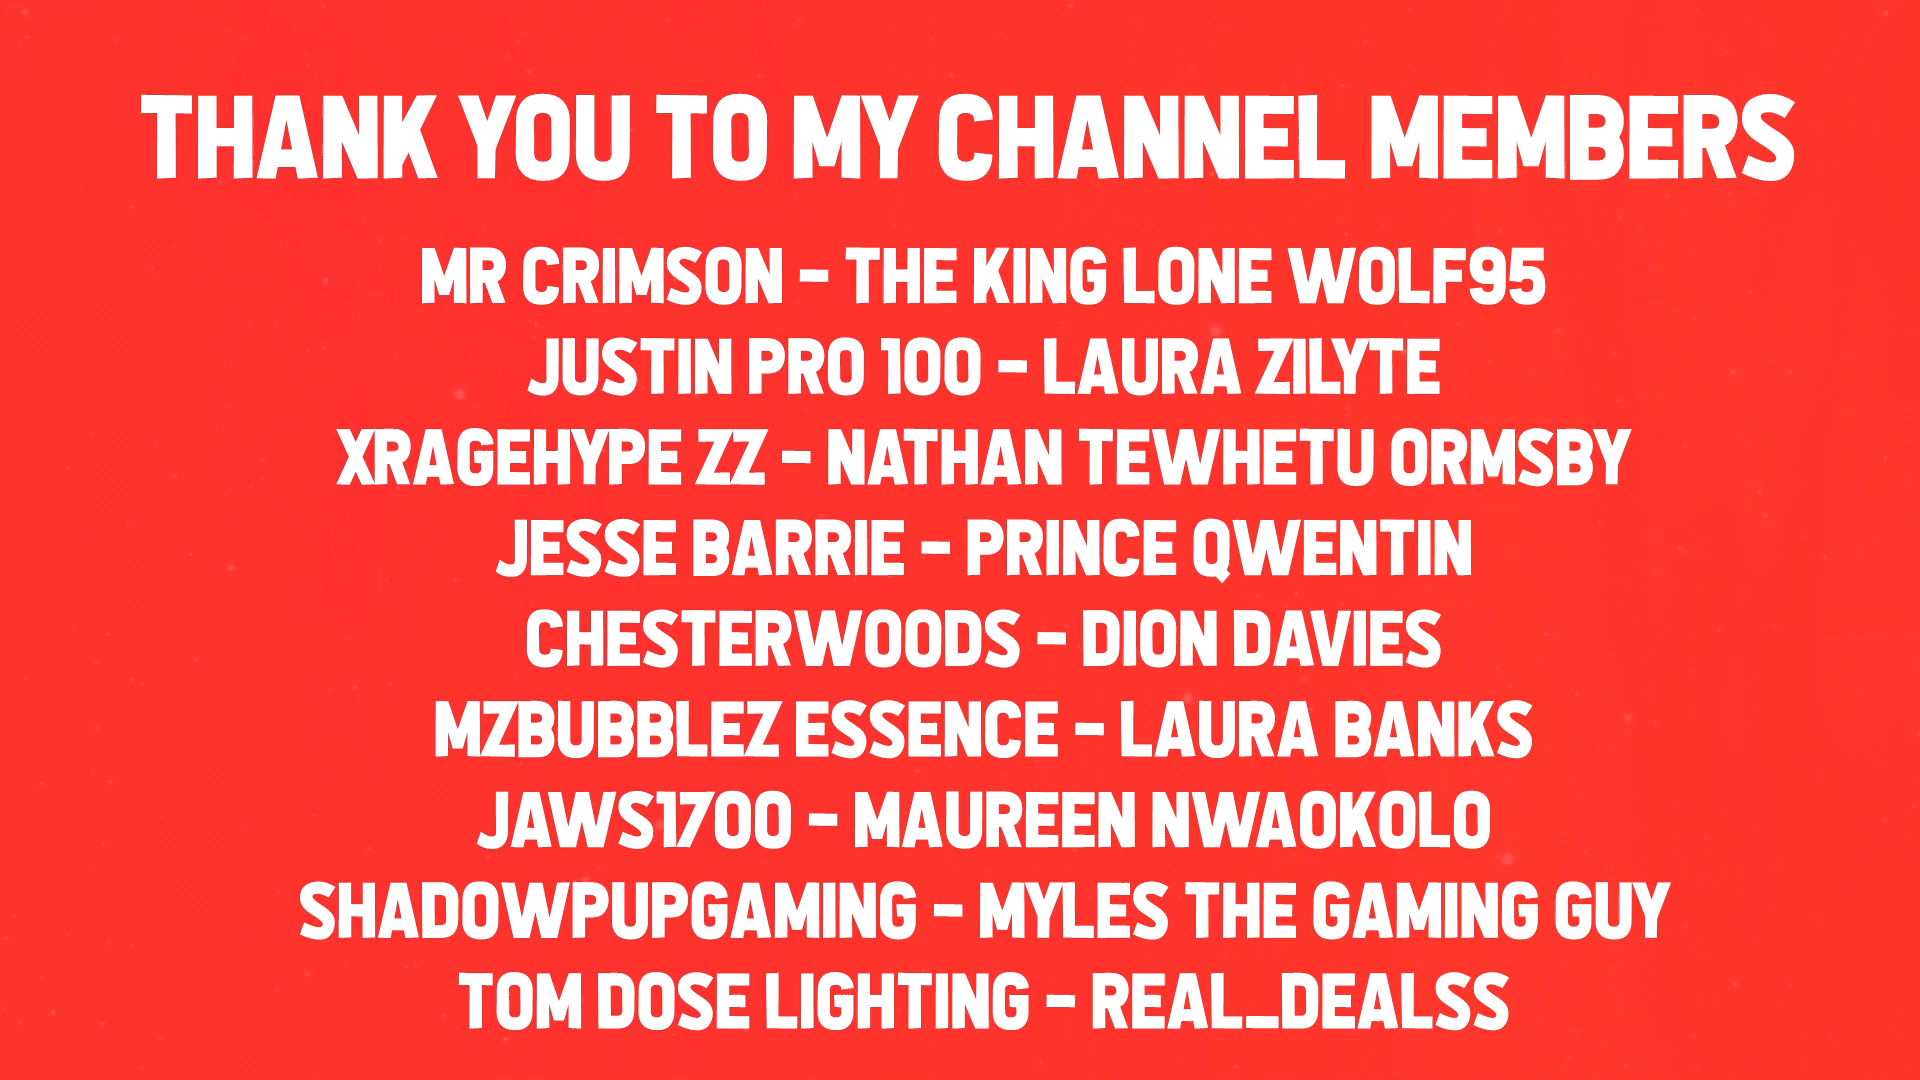 THANK YOU TO MY CHANNEL MEMBERS
MR CRIMSON - THE KING LONE WOLF95
JUSTIN PRO 100 - LAURA ZILYTE
XRAGEHYPE ZZ - NATHAN TEWHETU ORMSBY
JESSE BARRIE - PRINCE QWENTIN
CHESTERWOODS - DION DAVIES
MZBUBBLEZ ESSENCE - LAURA BANKS
JAWS1700 - MAUREEN NWAOKOLO
SHADOWPUPGAMING - MYLES THE GAMING GUY
TOM DOSE LIGHTING - REAL_DEALSS